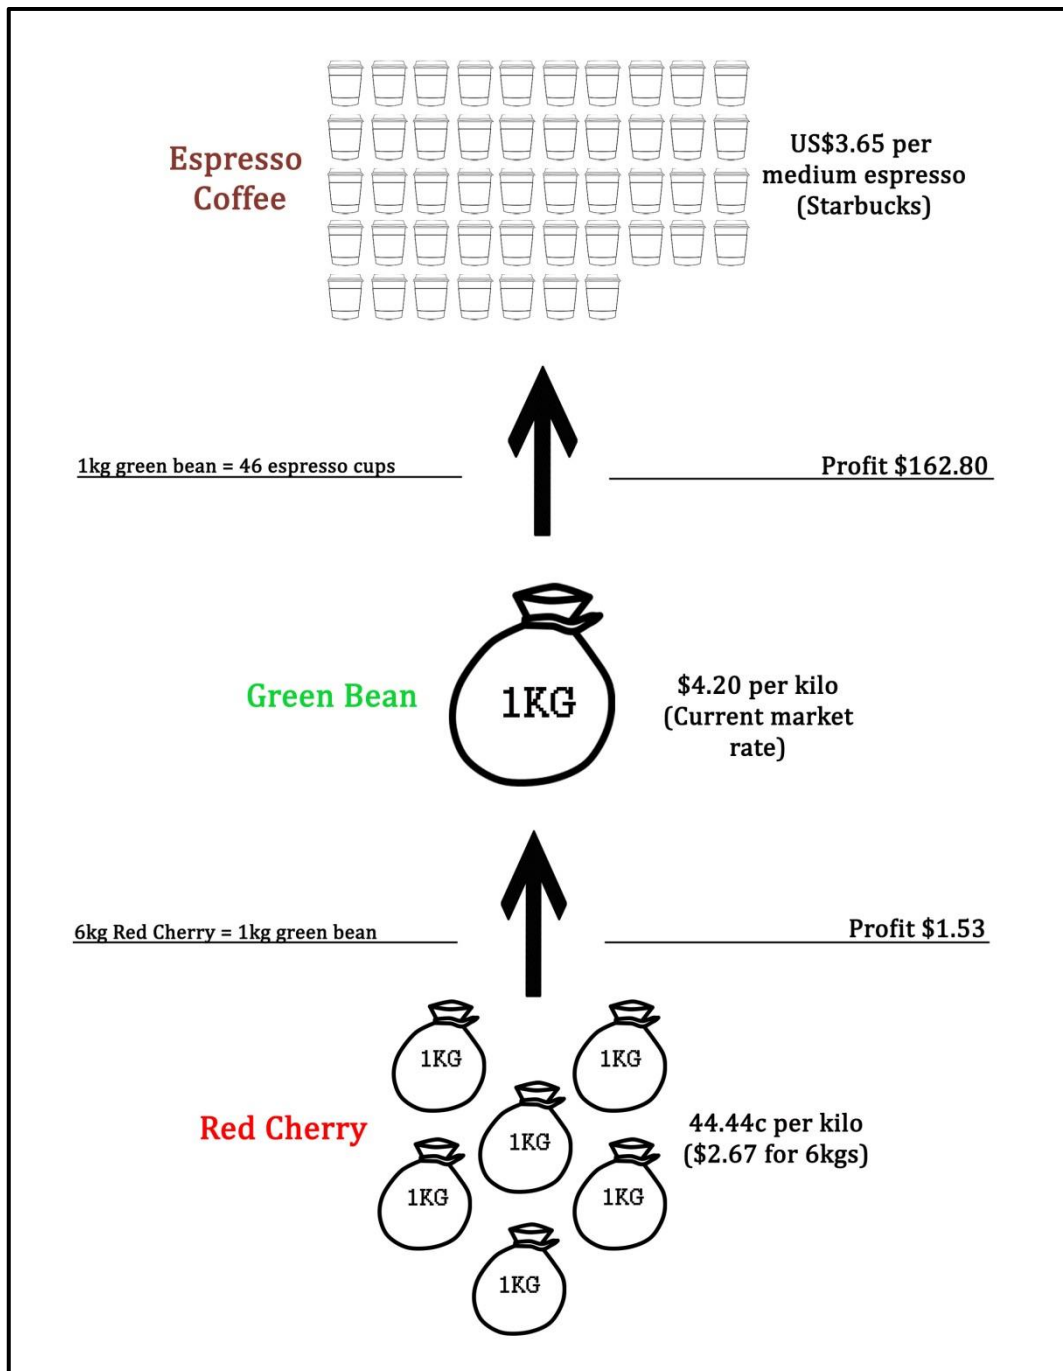 Espresso
Coffee
US$3.65 per
medium espresso
(Starbucks)
1kg green bean = 46 espresso cups
Profit $162.80
Green Bean
1KG
$4.20 per kilo
(Current market
rate)
6kg Red Cherry = 1kg green bean
Profit $1.53
1KG
1KG
Red Cherry
1KG
44.44c per kilo
($2.67 for 6kgs)
1KG
1KG
1KG